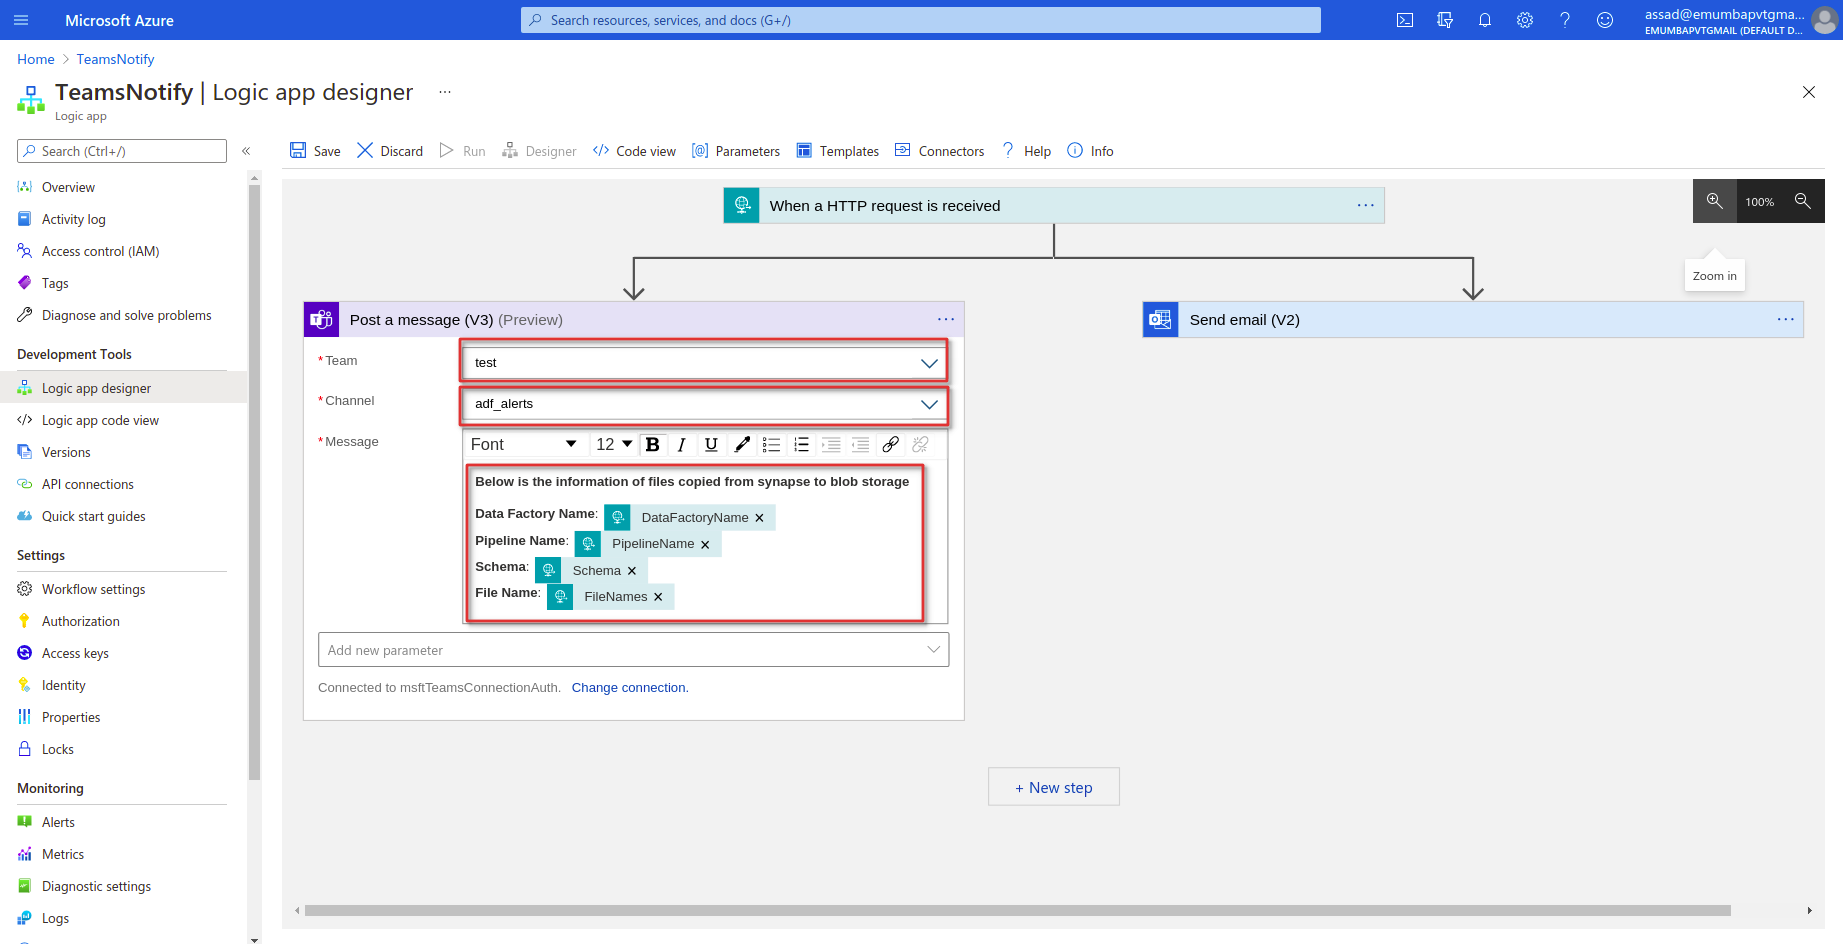 Microsoft Azure
Search resources, services, and docs (G+/)
assad@emumbapvtgma...
EMUMBAPVTGMAIL (DEFAULT D...
Home > TeamsNotify
TeamsNotify | Logic app designer ...
Logic app
Search (Ctrl+/) «
Save Discard Run Designer </> Code view [@] Parameters Templates Connectors ? Help Info
Overview
Activity log
Access control (IAM)
Tags
Diagnose and solve problems
Development Tools
Logic app designer
Logic app code view
Versions
API connections
Quick start guides
Settings
Workflow settings
Authorization
Access keys
Identity
Properties
Locks
Monitoring
Alerts
Metrics
Diagnostic settings
Logs
When a HTTP request is received ...
100%
Zoom in
Post a message (V3) (Preview) ...
Send email (V2) ...
*Team test
*Channel adf_alerts
*Message Font 12 B I U
Below is the information of files copied from synapse to blob storage
Data Factory Name: DataFactoryName ×
Pipeline Name: PipelineName ×
Schema: Schema ×
File Name: FileNames ×
Add new parameter
Connected to msftTeamsConnectionAuth. Change connection.
+ New step